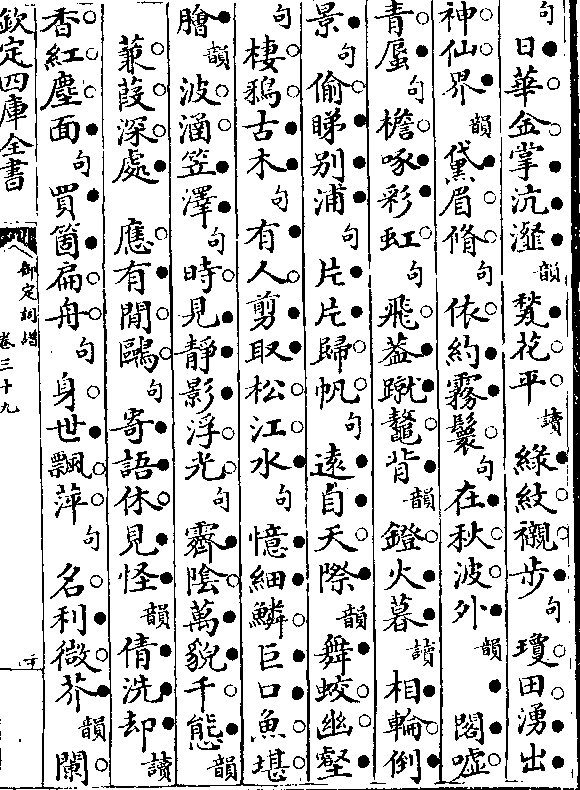 句日華金掌沆瀣韻甃花平讀綠紋襯步句瓊田湧出
神仙界韻黛眉脩句依約霧鬟句在秋波外韻閣嘘
青蜃句檐啄彩虹句飛蓋蹴鼇背韻鐙火暮讀相輪倒
景句偷睇别浦句片片歸帆句遠自天際韻舞蛟幽壑
句棲鴉古木句有人剪取松江水句憶細鱗巨口魚堪
膾韻波涵笠澤句時見靜影浮光句霽陰萬貌千態韻
蒹葭深處應有閒鷗句寄語休見怪韻倩洗却讀
香紅塵面句買箇扁舟句身世飄萍句名利微芥韻闌
欽定四庫全書
御定詞譜
卷三十九